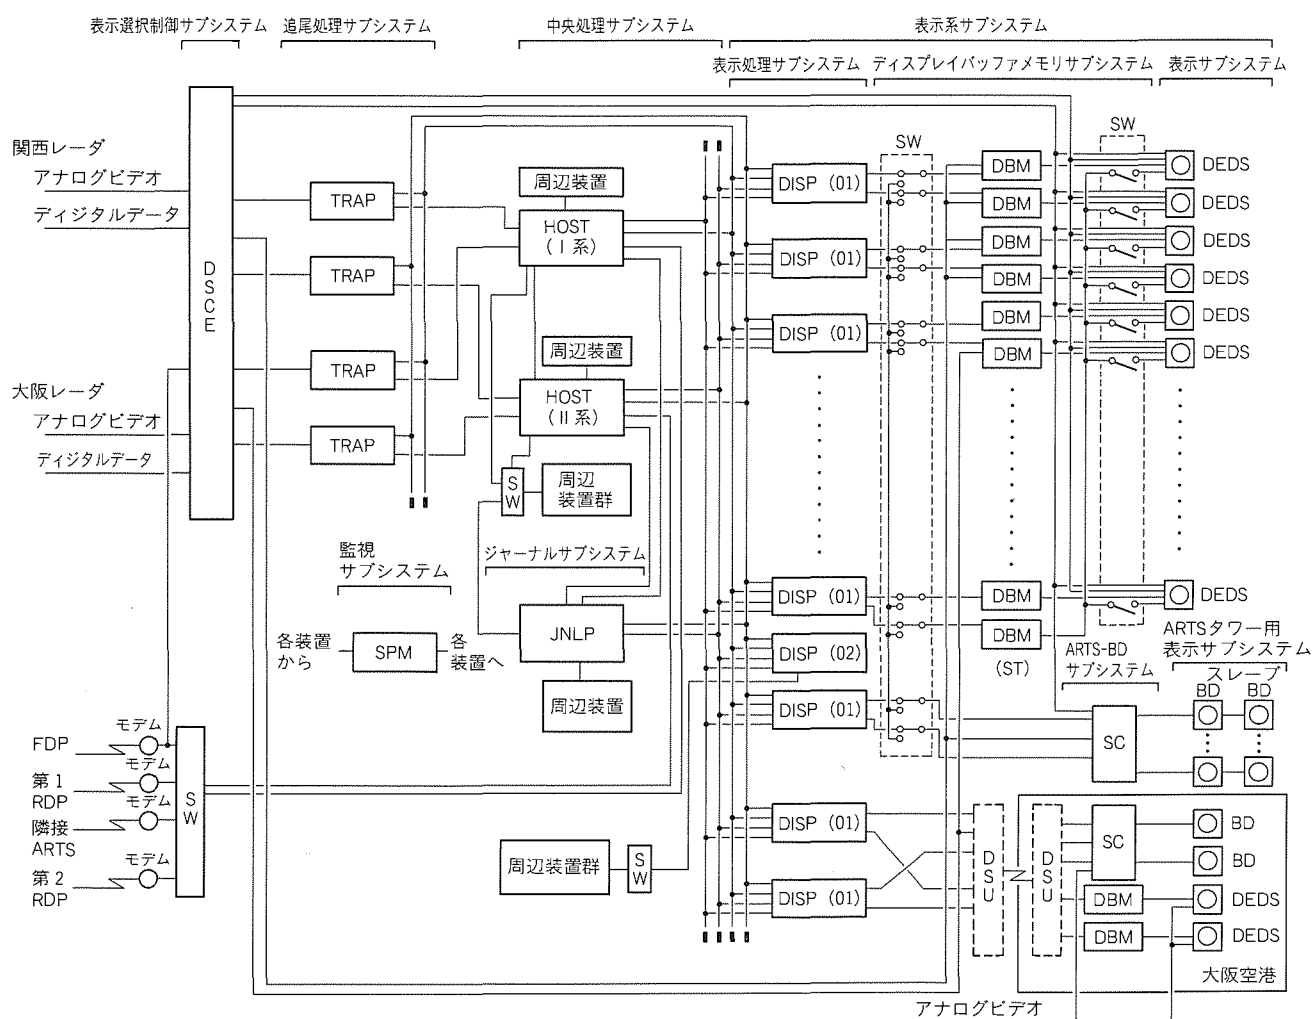 表示選択制御サブシステム
追尾処理サブシステム
中央処理サブシステム
表示系サブシステム
表示処理サブシステム
ディスプレイバッファメモリサブシステム
表示サブシステム
関西レーダ
アナログビデオ
ディジタルデータ
大阪レーダ
アナログビデオ
ディジタルデータ
DSCE
TRAP
TRAP
TRAP
TRAP
周辺装置
HOST
(I系)
周辺装置
HOST
(II系)
SW
周辺
装置群
監視
サブシステム
ジャーナルサブシステム
各装置
から
SPM
各
装置へ
JNLP
周辺装置
FDP
モデム
第1
RDP
モデム
隣接
ARTS
モデム
第2
RDP
モデム
SW
周辺装置群
SW
DISP (01)
DISP (01)
DISP (01)
DISP (01)
DISP (02)
DISP (01)
DISP (01)
DISP (01)
SW
DBM
DBM
DBM
DBM
DBM
DBM
DBM
DBM
(ST)
SW
DEDS
DEDS
DEDS
DEDS
DEDS
DEDS
DEDS
ARTS-BD
サブシステム
ARTSタワー用
表示サブシステム
スレーブ
BD
BD
SC
DSU
DSU
SC
BD
BD
DBM
DEDS
DBM
DEDS
大阪空港
アナログビデオ